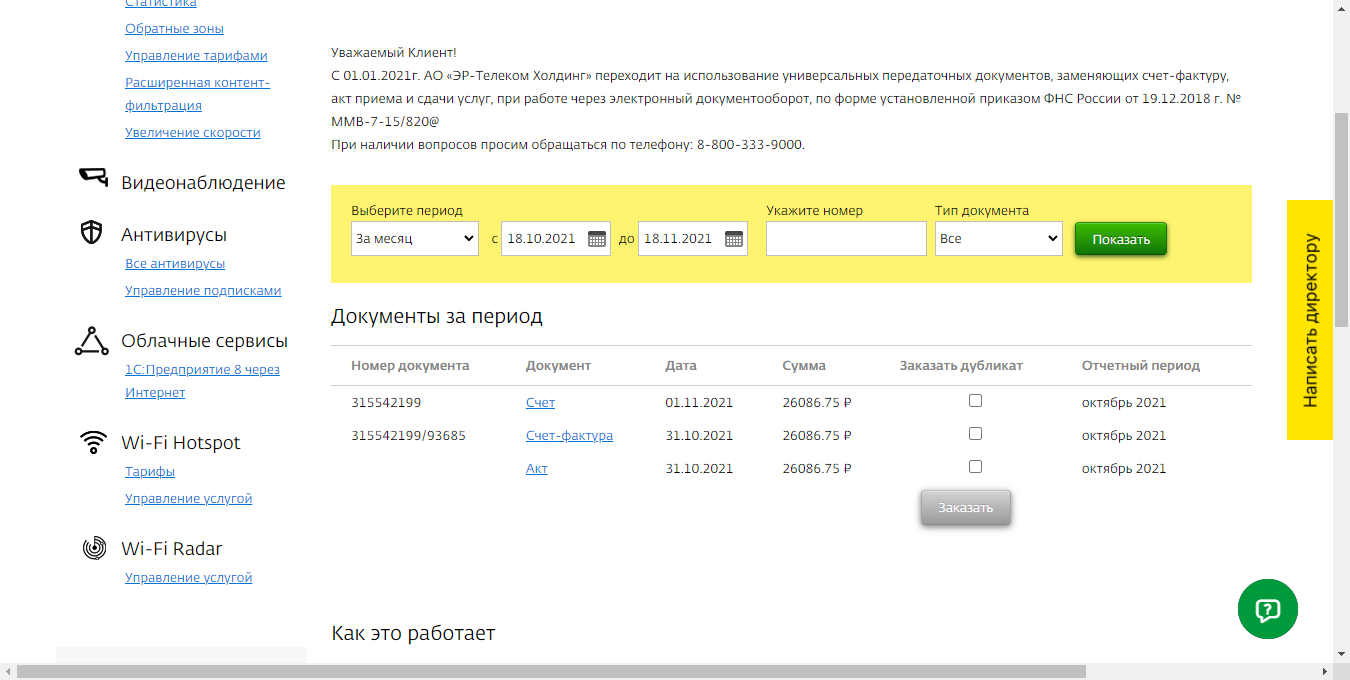 Статистика
Обратные зоны
Управление тарифами
Расширенная контент-
фильтрация
Увеличение скорости
Видеонаблюдение
Антивирусы
Все антивирусы
Управление подписками
Облачные сервисы
1С:Предприятие 8 через
Интернет
Wi-Fi Hotspot
Тарифы
Управление услугой
Wi-Fi Radar
Управление услугой
Уважаемый Клиент!
С 01.01.2021г. АО «ЭР-Телеком Холдинг» переходит на использование универсальных передаточных документов, заменяющих счет-фактуру,
акт приема и сдачи услуг, при работе через электронный документооборот, по форме установленной приказом ФНС России от 19.12.2018 г. №
ММВ-7-15/820@
При наличии вопросов просим обращаться по телефону: 8-800-333-9000.
Выберите период Укажите номер Тип документа
За месяц с 18.10.2021 до 18.11.2021 Все Показать
Документы за период
Номер документа Документ Дата Сумма Заказать дубликат Отчетный период
315542199 Счет 01.11.2021 26086.75 ₽ октябрь 2021
315542199/93685 Счет-фактура 31.10.2021 26086.75 ₽ октябрь 2021
Акт 31.10.2021 26086.75 ₽ октябрь 2021
Заказать
Как это работает
Написать директору